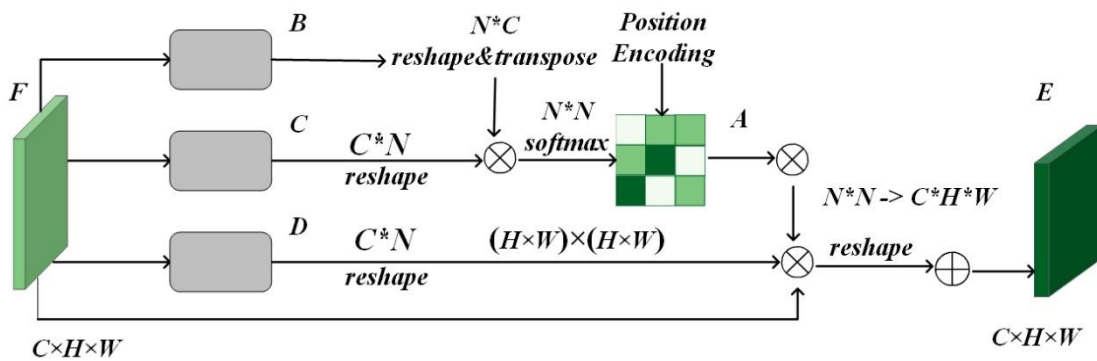 B
N*C
reshape&transpose
Position
Encoding
F
C
C*N
reshape
N*N
softmax
A
E
D
C*N
reshape
(H×W)×(H×W)
N*N -> C*H*W
reshape
C×H×W
C×H×W